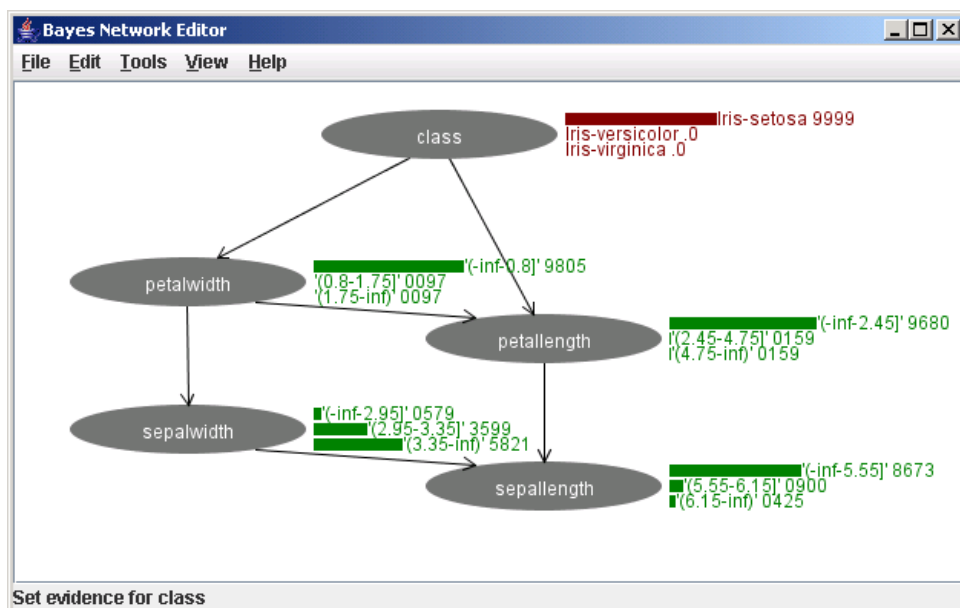 Bayes Network Editor
File Edit Tools View Help
class
Iris-setosa 9999
Iris-versicolor .0
Iris-virginica .0
petalwidth
'(-inf-0.8]' 9805
'(0.8-1.75]' 0097
'(1.75-inf)' 0097
petallength
'(-inf-2.45]' 9680
'(2.45-4.75]' 0159
'(4.75-inf)' 0159
sepalwidth
'(-inf-2.95]' 0579
'(2.95-3.35]' 3599
'(3.35-inf)' 5821
sepallength
'(-inf-5.55]' 8673
'(5.55-6.15]' 0900
'(6.15-inf)' 0425
Set evidence for class